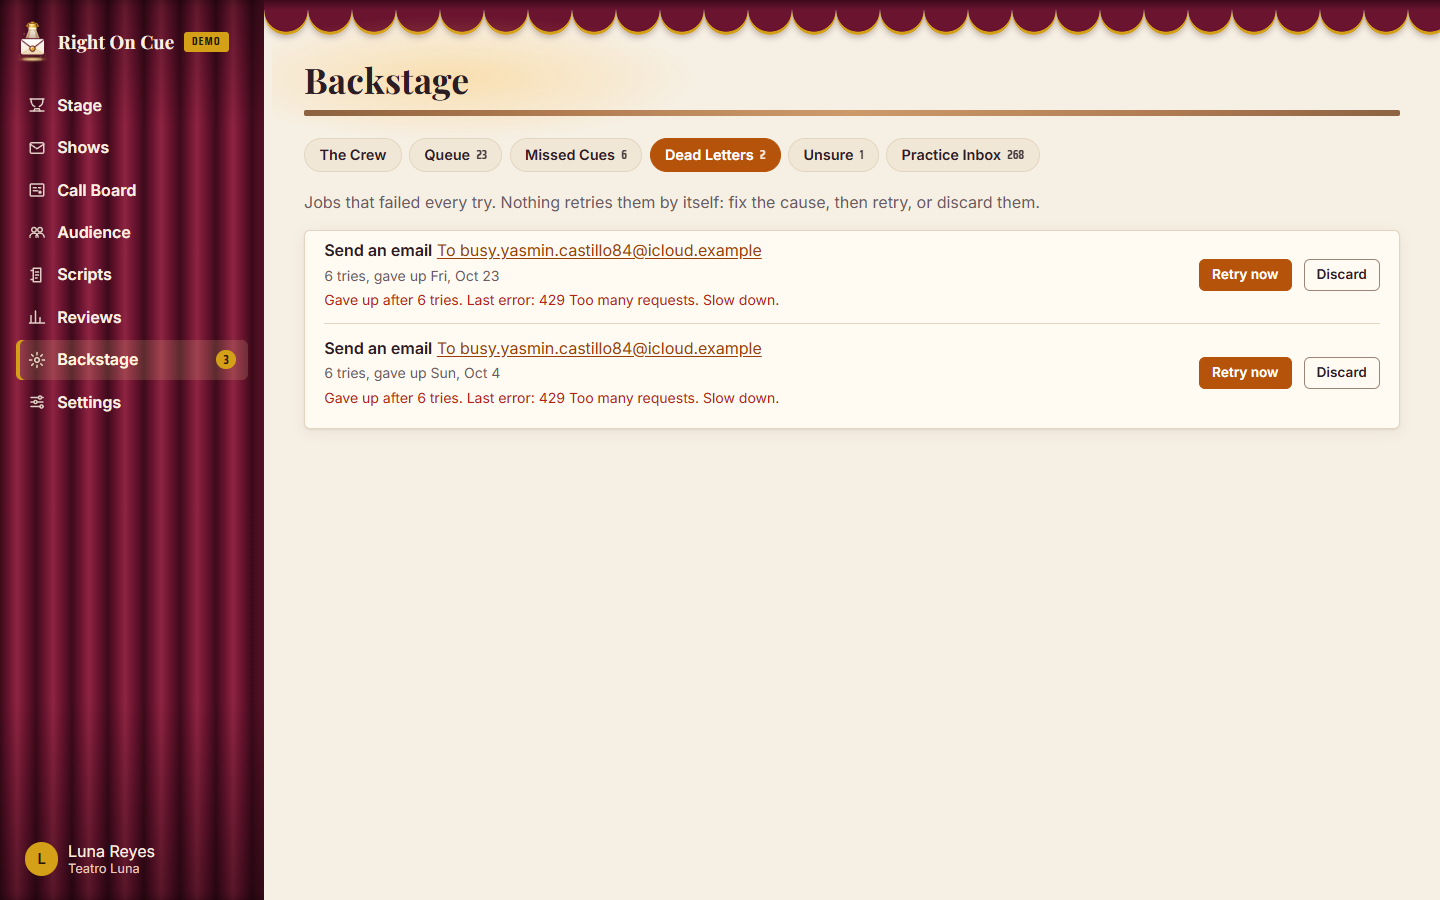 Right On Cue DEMO
Stage
Shows
Call Board
Audience
Scripts
Reviews
Backstage 3
Settings
Luna Reyes
L
Teatro Luna
Backstage
The Crew
Queue 23
Missed Cues 6
Dead Letters 2
Unsure 1
Practice Inbox 268
Jobs that failed every try. Nothing retries them by itself: fix the cause, then retry, or discard them.
Send an email To busy.yasmin.castillo84@icloud.example
6 tries, gave up Fri, Oct 23
Gave up after 6 tries. Last error: 429 Too many requests. Slow down.
Retry now
Discard
Send an email To busy.yasmin.castillo84@icloud.example
6 tries, gave up Sun, Oct 4
Gave up after 6 tries. Last error: 429 Too many requests. Slow down.
Retry now
Discard